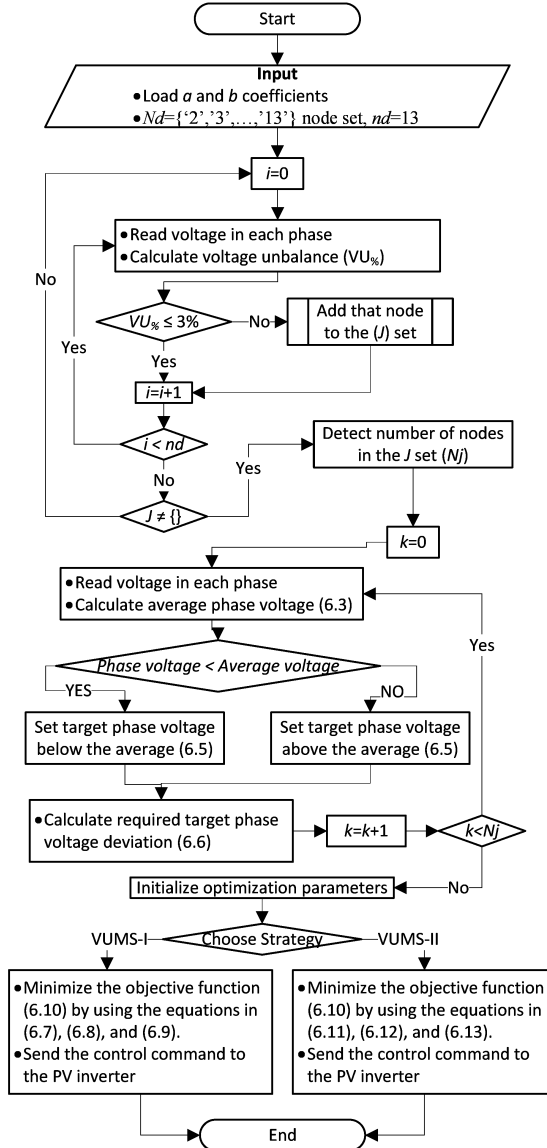 Start
Input
•Load a and b coefficients
•Nd={‘2’,’3’,…,’13’} node set, nd=13
i=0
•Read voltage in each phase
•Calculate voltage unbalance (VU%)
No
VU% ≤ 3%
No
Add that node
to the (J) set
Yes
Yes
i=i+1
i < nd
No
J ≠ {}
Yes
Detect number of nodes
in the J set (Nj)
k=0
•Read voltage in each phase
•Calculate average phase voltage (6.3)
Yes
Phase voltage < Average voltage
YES
NO
Set target phase voltage
below the average (6.5)
Set target phase voltage
above the average (6.5)
•Calculate required target phase
voltage deviation (6.6)
k=k+1
k<Nj
Initialize optimization parameters
No
VUMS-I
Choose Strategy
VUMS-II
•Minimize the objective function
(6.10) by using the equations in
(6.7), (6.8), and (6.9).
•Send the control command to
the PV inverter
•Minimize the objective function
(6.10) by using the equations in
(6.11), (6.12), and (6.13).
•Send the control command to
the PV inverter
End